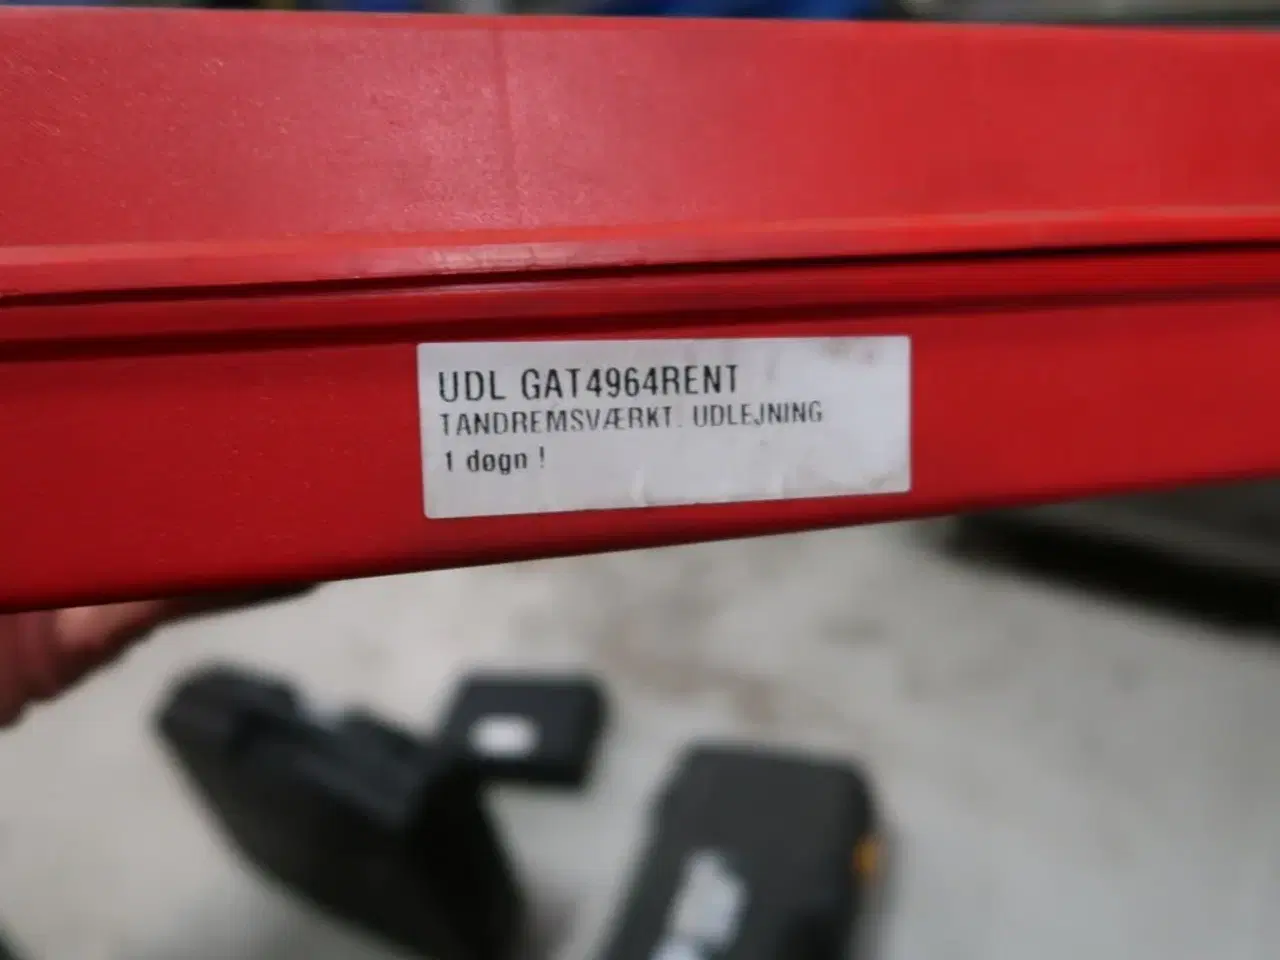 UDL GAT4964RENT
TANDREMSVÆRKT. UDLEJNING
1 døgn !